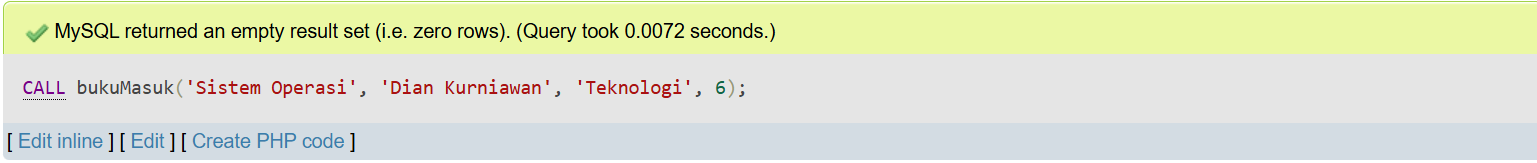 MySQL returned an empty result set (i.e. zero rows). (Query took 0.0072 seconds.)
CALL bukuMasuk('Sistem Operasi', 'Dian Kurniawan', 'Teknologi', 6);
[ Edit inline ] [ Edit ] [ Create PHP code ]